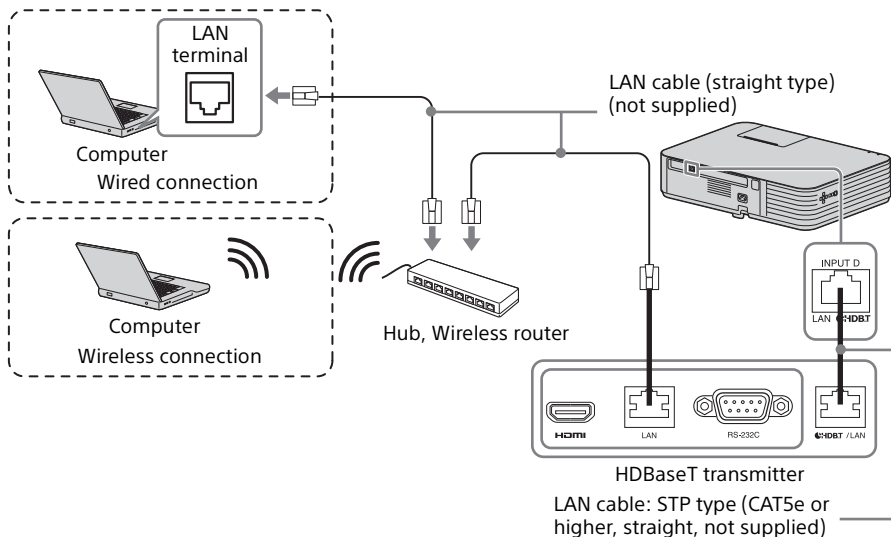 LAN
terminal
Computer
Wired connection
LAN cable (straight type)
(not supplied)
Computer
Wireless connection
Hub, Wireless router
INPUT D
LAN HDBT
HDMI
LAN
RS-232C
HDBT / LAN
HDBaseT transmitter
LAN cable: STP type (CAT5e or
higher, straight, not supplied)